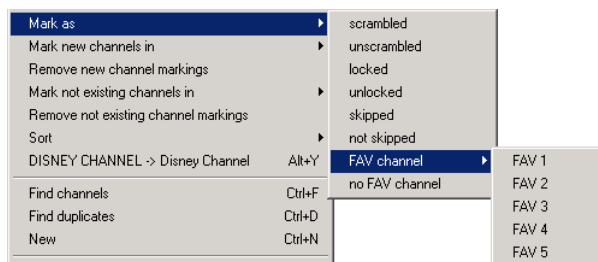 Mark as
Mark new channels in
Remove new channel markings
Mark not existing channels in
Remove not existing channel markings
Sort
DISNEY CHANNEL -> Disney Channel Alt+Y
Find channels Ctrl+F
Find duplicates Ctrl+D
New Ctrl+N
scrambled
unscrambled
locked
unlocked
skipped
not skipped
FAV channel
no FAV channel
FAV 1
FAV 2
FAV 3
FAV 4
FAV 5